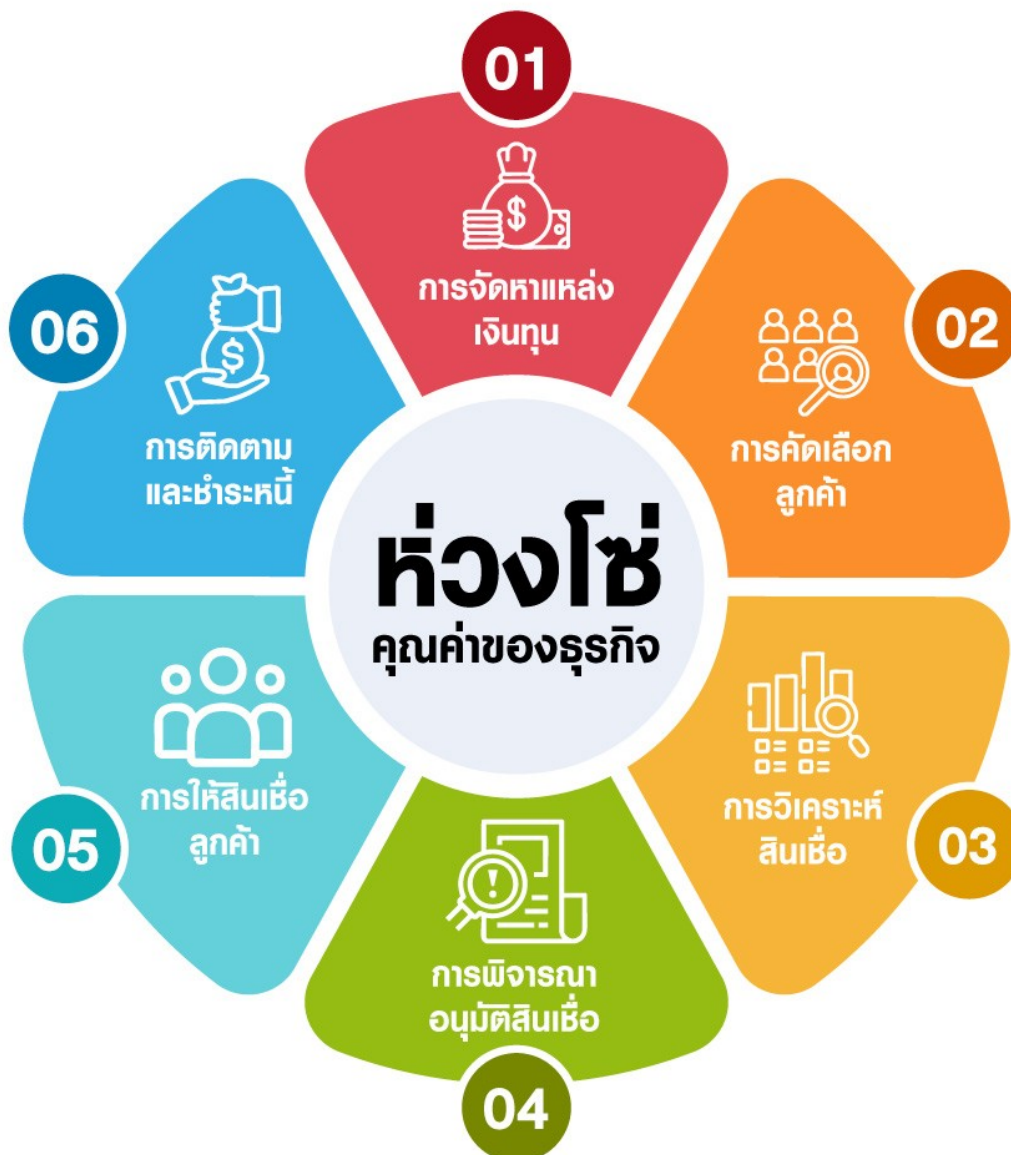 ห่วงโซ่
คุณค่าของธุรกิจ
01
การจัดหาแหล่ง
เงินทุน
02
การคัดเลือก
ลูกค้า
03
การวิเคราะห์
สินเชื่อ
04
การพิจารณา
อนุมัติสินเชื่อ
05
การให้สินเชื่อ
ลูกค้า
06
การติดตาม
และชำระหนี้